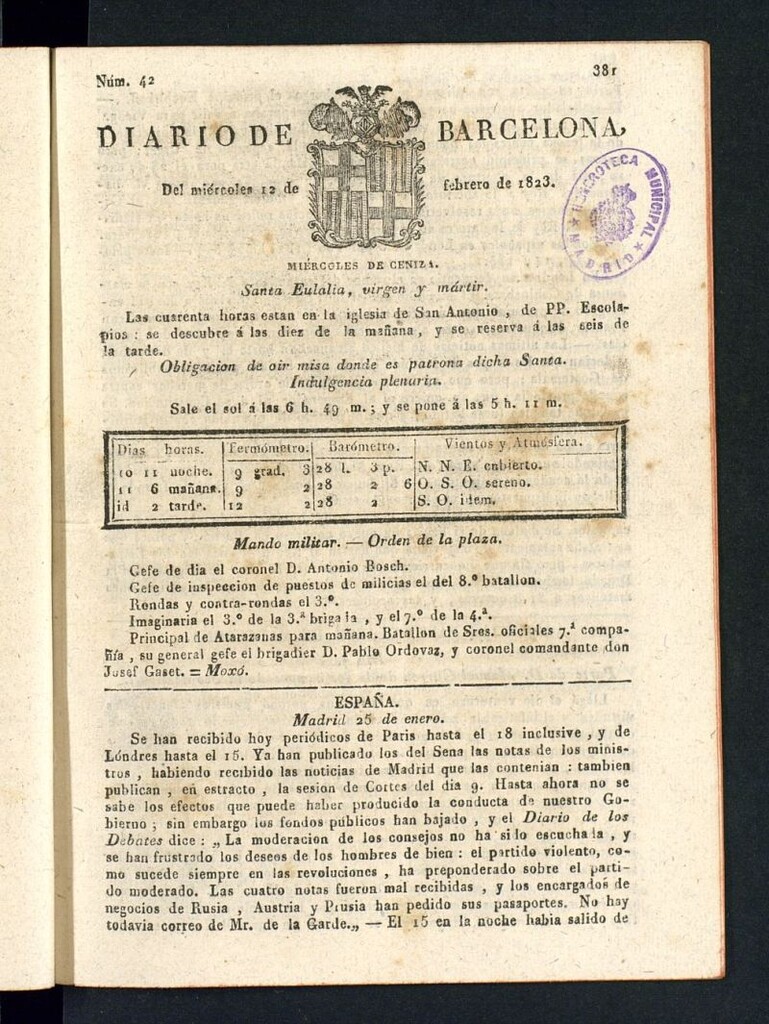 Núm. 42
381
DIARIO DE BARCELONA,
Del miércoles 12 de febrero de 1823.
HEMEROTECA MUNICIPAL
★ MADRID ★
MIÉRCOLES DE CENIZA.
Santa Eulalia, virgen y mártir.
Las cuarenta horas estan en la iglesia de San Antonio, de PP. Escola-
pios: se descubre á las diez de la mañana, y se reserva á las seis de
la tarde.
Obligacion de oir misa donde es patrona dicha Santa.
Indulgencia plenaria.
Sale el sol á las 6 h. 49 m.; y se pone á las 5 h. 11 m.
Dias horas. Termómetro. Barómetro. Vientos y Atmósfera.
10 11 noche. 9 grad. 3 28 l. 3 p. N. N. E. cubierto.
11 6 mañana. 9 2 28 2 6 O. S. O. sereno.
id 2 tarde. 12 2 28 2 S. O. idem.
Mando militar. — Orden de la plaza.
Gefe de dia el coronel D. Antonio Bosch.
Gefe de inspeccion de puestos de milicias el del 8.º batallon.
Rondas y contra-rondas el 3.º.
Imaginaria el 3.º de la 3.ª brigada, y el 7.º de la 4.ª.
Principal de Atarazanas para mañana. Batallon de Sres. oficiales 7.ª compa-
ñía, su general gefe el brigadier D. Pablo Ordovaz, y coronel comandante don
Josef Gaset. = Moxó.
ESPAÑA.
Madrid 25 de enero.
Se han recibido hoy periódicos de Paris hasta el 18 inclusive, y de
Lóndres hasta el 15. Ya han publicado los del Sena las notas de los minis-
tros, habiendo recibido las noticias de Madrid que las contenian: tambien
publican, en estracto, la sesion de Cortes del dia 9. Hasta ahora no se
sabe los efectos que puede haber producido la conducta de nuestro Go-
bierno; sin embargo los fondos públicos han bajado, y el Diario de los
Debates dice: „La moderacion de los consejos no ha sido escuchada, y
se han frustrado los deseos de los hombres de bien: el partido violento, co-
mo sucede siempre en las revoluciones, ha preponderado sobre el parti-
do moderado. Las cuatro notas fueron mal recibidas, y los encargados de
negocios de Rusia, Austria y Prusia han pedido sus pasaportes. No hay
todavia correo de Mr. de la Garde.„ — El 15 en la noche habia salido de